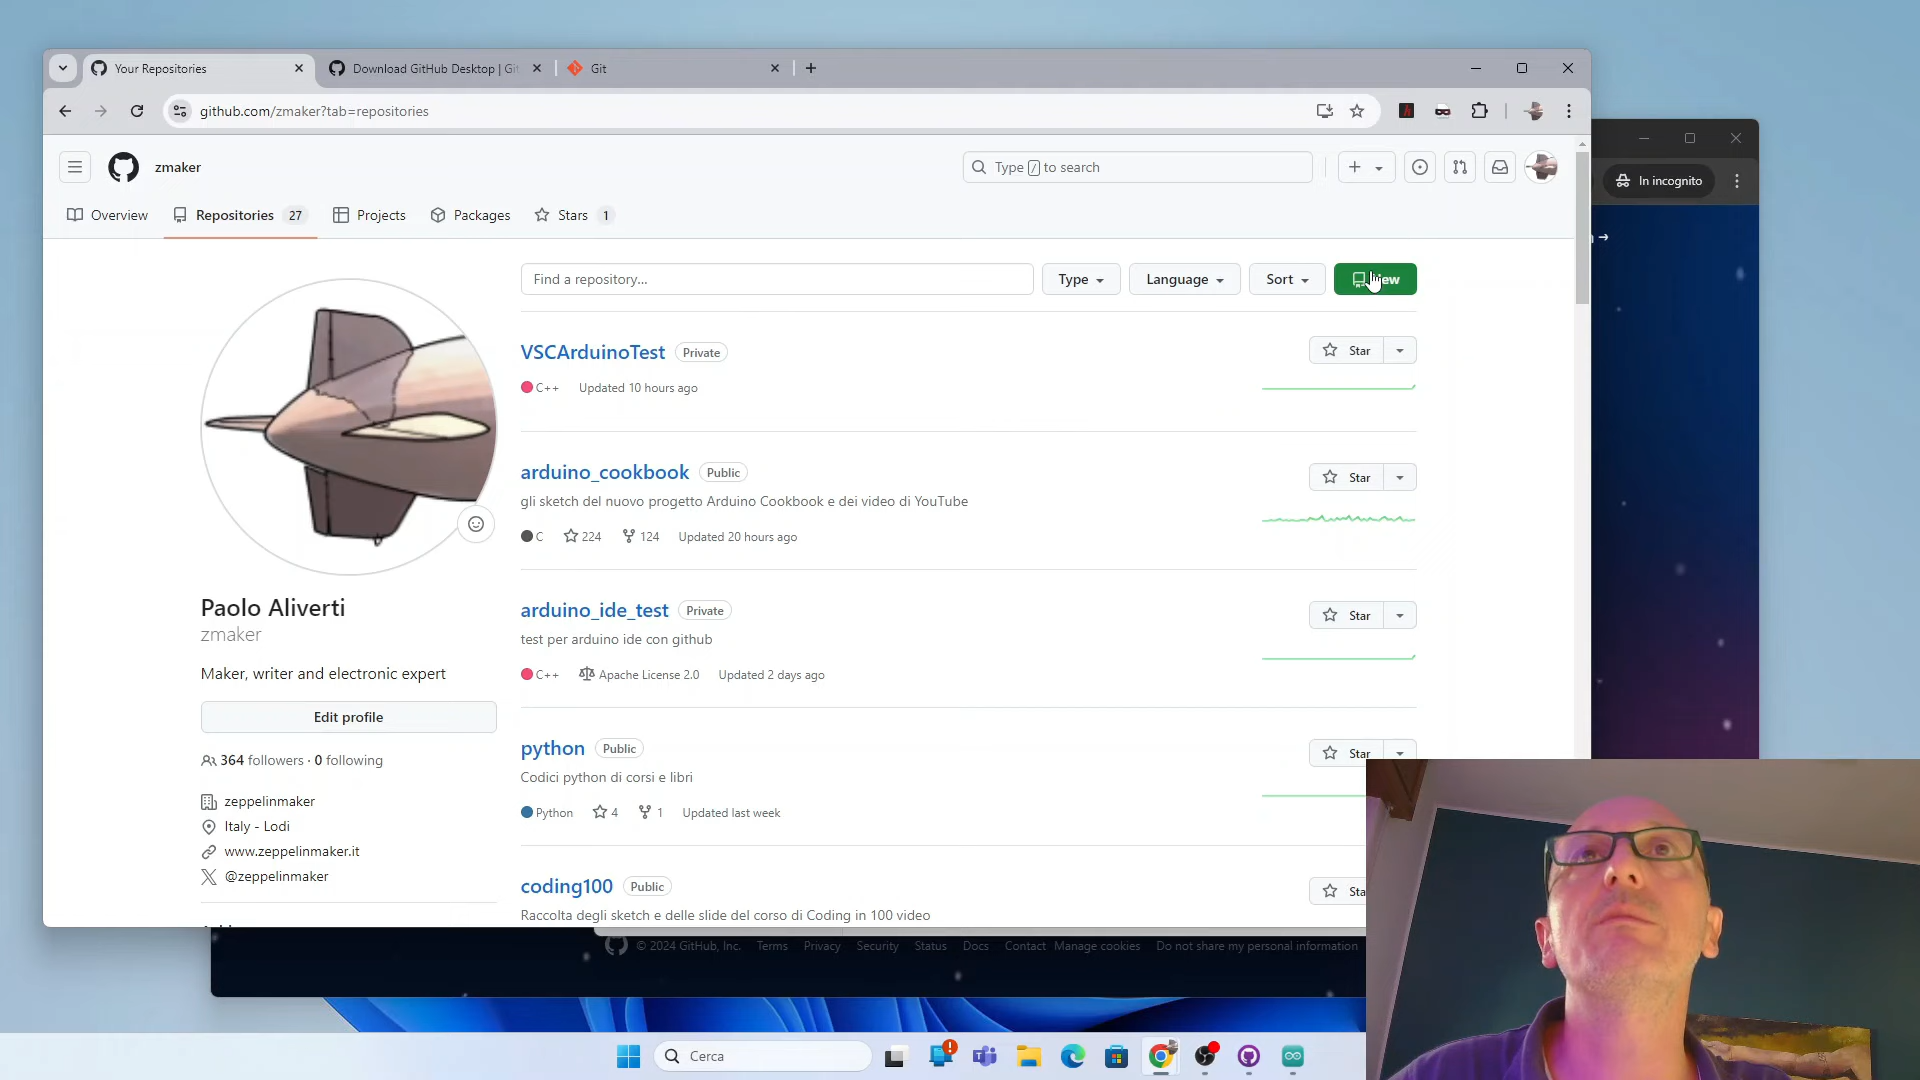 Your Repositories
Download GitHub Desktop | Git
Git
github.com/zmaker?tab=repositories
In incognito
zmaker
Type / to search
Overview
Repositories 27
Projects
Packages
Stars 1
Find a repository...
Type
Language
Sort
VSCArduinoTest Private
C++ Updated 10 hours ago
Star
arduino_cookbook Public
gli sketch del nuovo progetto Arduino Cookbook e dei video di YouTube
C 224 124 Updated 20 hours ago
Star
arduino_ide_test Private
test per arduino ide con github
C++ Apache License 2.0 Updated 2 days ago
Star
python Public
Codici python di corsi e libri
Python 4 1 Updated last week
Star
coding100 Public
Raccolta degli sketch e delle slide del corso di Coding in 100 video
Paolo Aliverti
zmaker
Maker, writer and electronic expert
Edit profile
364 followers · 0 following
zeppelinmaker
Italy - Lodi
www.zeppelinmaker.it
@zeppelinmaker
© 2024 GitHub, Inc. Terms Privacy Security Status Docs Contact Manage cookies Do not share my personal information
Cerca